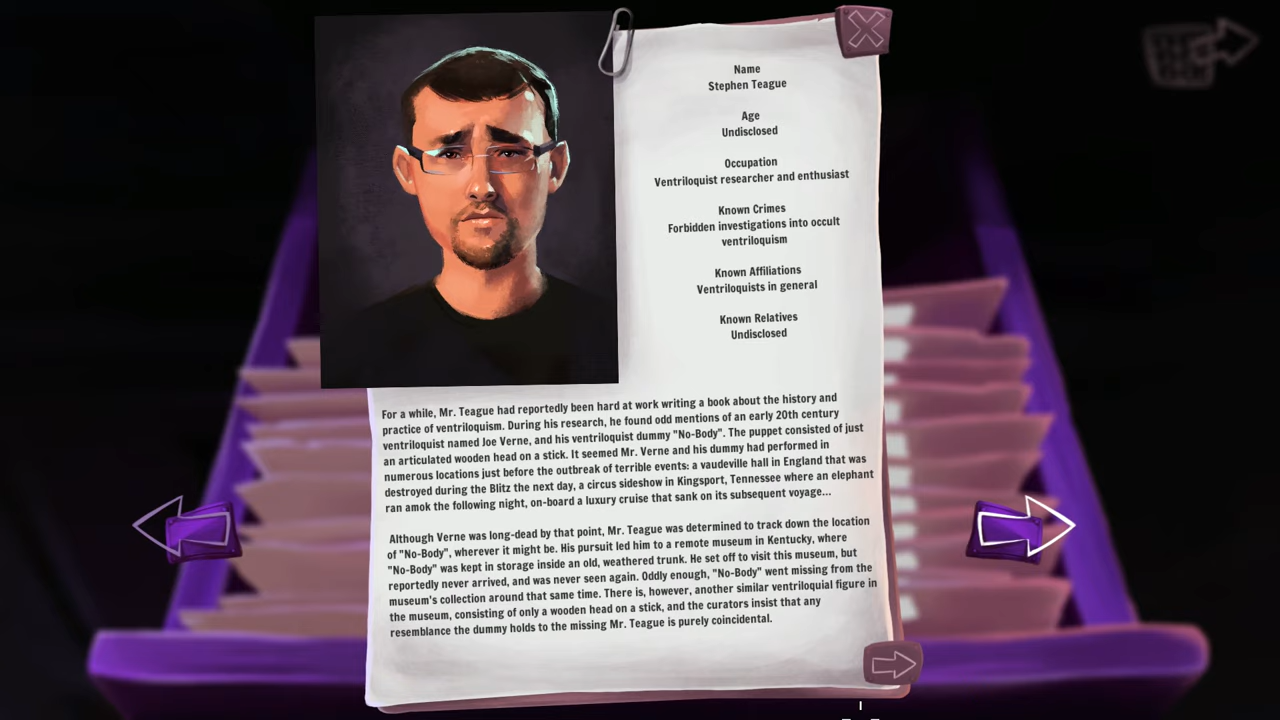 Name
Stephen Teague
Age
Undisclosed
Occupation
Ventriloquist researcher and enthusiast
Known Crimes
Forbidden investigations into occult
ventriloquism
Known Affiliations
Ventriloquists in general
Known Relatives
Undisclosed
For a while, Mr. Teague had reportedly been hard at work writing a book about the history and
practice of ventriloquism. During his research, he found odd mentions of an early 20th century
ventriloquist named Joe Verne, and his ventriloquist dummy "No-Body". The puppet consisted of just
an articulated wooden head on a stick. It seemed Mr. Verne and his dummy had performed in
numerous locations just before the outbreak of terrible events: a vaudeville hall in England that was
destroyed during the Blitz the next day, a circus sideshow in Kingsport, Tennessee where an elephant
ran amok the following night, on-board a luxury cruise that sank on its subsequent voyage...
Although Verne was long-dead by that point, Mr. Teague was determined to track down the location
of "No-Body", wherever it might be. His pursuit led him to a remote museum in Kentucky, where
"No-Body" was kept in storage inside an old, weathered trunk. He set off to visit this museum, but
reportedly never arrived, and was never seen again. Oddly enough, "No-Body" went missing from the
museum's collection around that same time. There is, however, another similar ventriloquial figure in
the museum, consisting of only a wooden head on a stick, and the curators insist that any
resemblance the dummy holds to the missing Mr. Teague is purely coincidental.